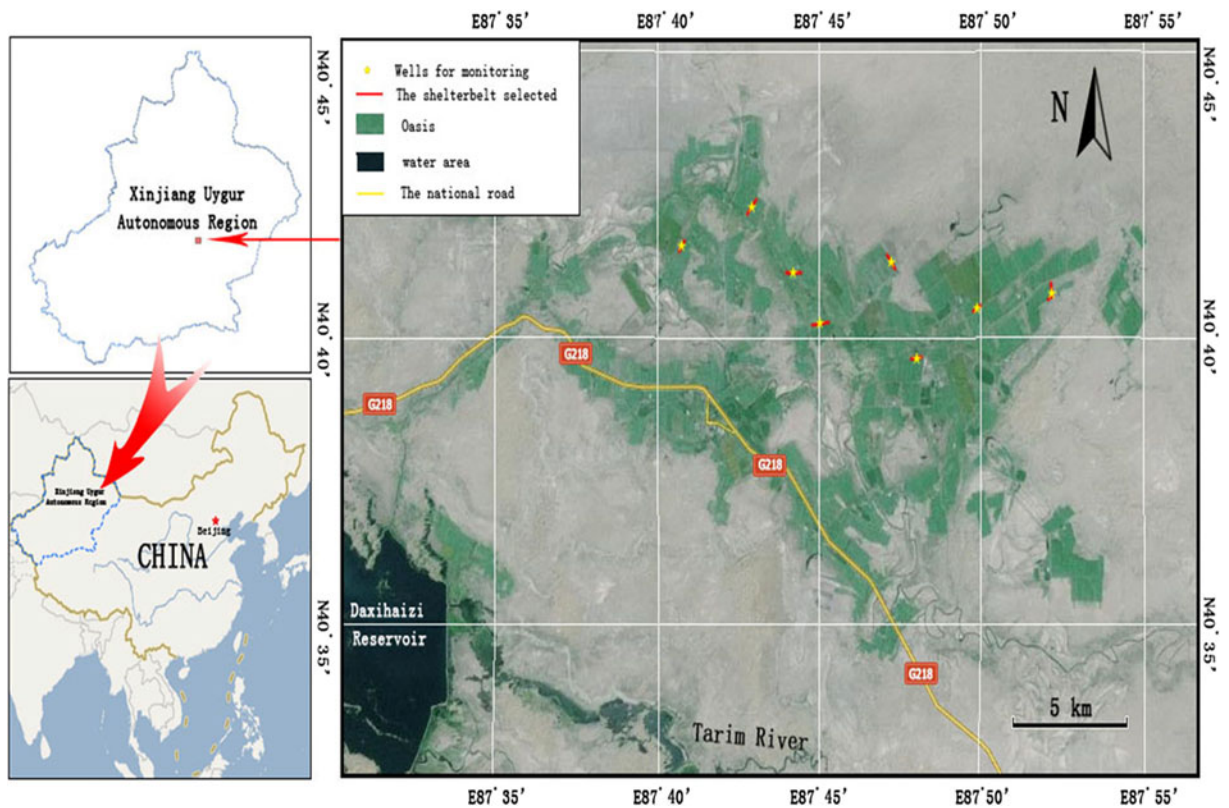 E87° 35′
E87° 40′
E87° 45′
E87° 50′
E87° 55′
Xinjiang Uygur
Autonomous Region
N40° 45′
N40° 40′
Xinjiang Uygur
Autonomous Region
Beijing
CHINA
N40° 35′
Wells for monitoring
The shelterbelt selected
Oasis
water area
The national road
N
N40° 45′
G218
G218
N40° 40′
G218
Daxihaizi
Reservoir
G218
N40° 35′
5 km
Tarim River
E87° 35′
E87° 40′
E87° 45′
E87° 50′
E87° 55′